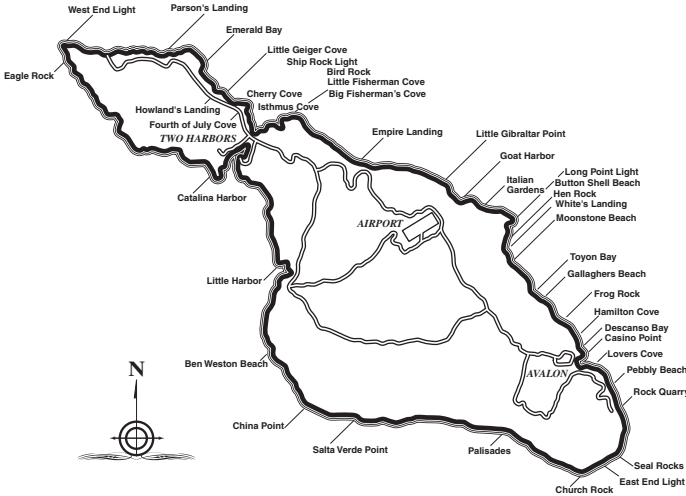 West End Light
Parson's Landing
Emerald Bay
Little Geiger Cove
Ship Rock Light
Bird Rock
Little Fisherman Cove
Big Fisherman's Cove
Eagle Rock
Cherry Cove
Isthmus Cove
Howland's Landing
Fourth of July Cove
TWO HARBORS
Empire Landing
Little Gibraltar Point
Goat Harbor
Italian
Gardens
Long Point Light
Button Shell Beach
Hen Rock
White's Landing
Moonstone Beach
Catalina Harbor
AIRPORT
Toyon Bay
Gallaghers Beach
Little Harbor
Frog Rock
Hamilton Cove
Descanso Bay
Casino Point
Lovers Cove
Ben Weston Beach
AVALON
Pebbly Beach
Rock Quarry
N
China Point
Salta Verde Point
Palisades
Seal Rocks
East End Light
Church Rock